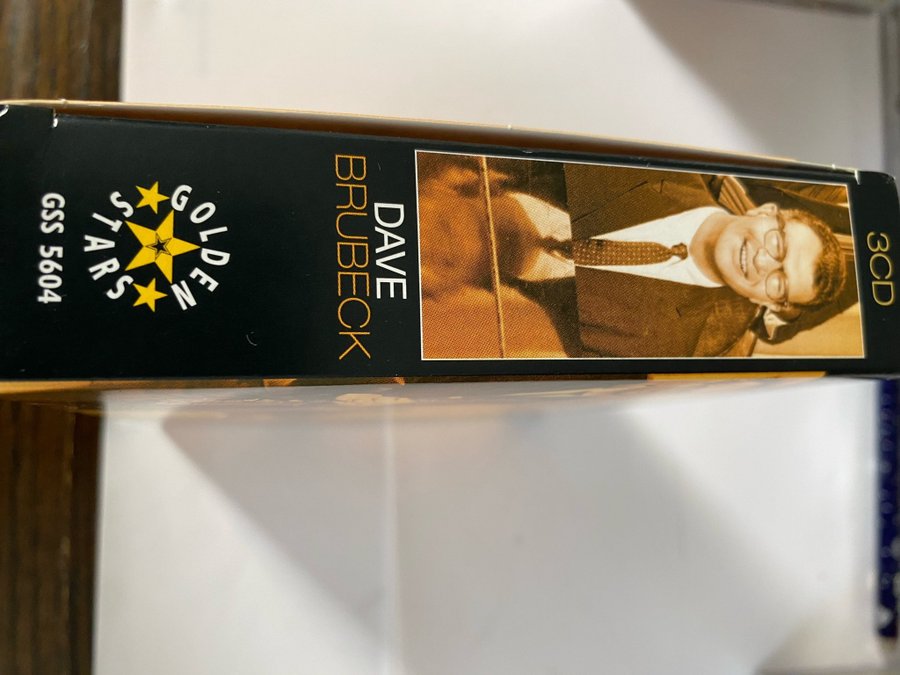 3CD
DAVE
BRUBECK
GOLDEN
STARS
GSS 5604